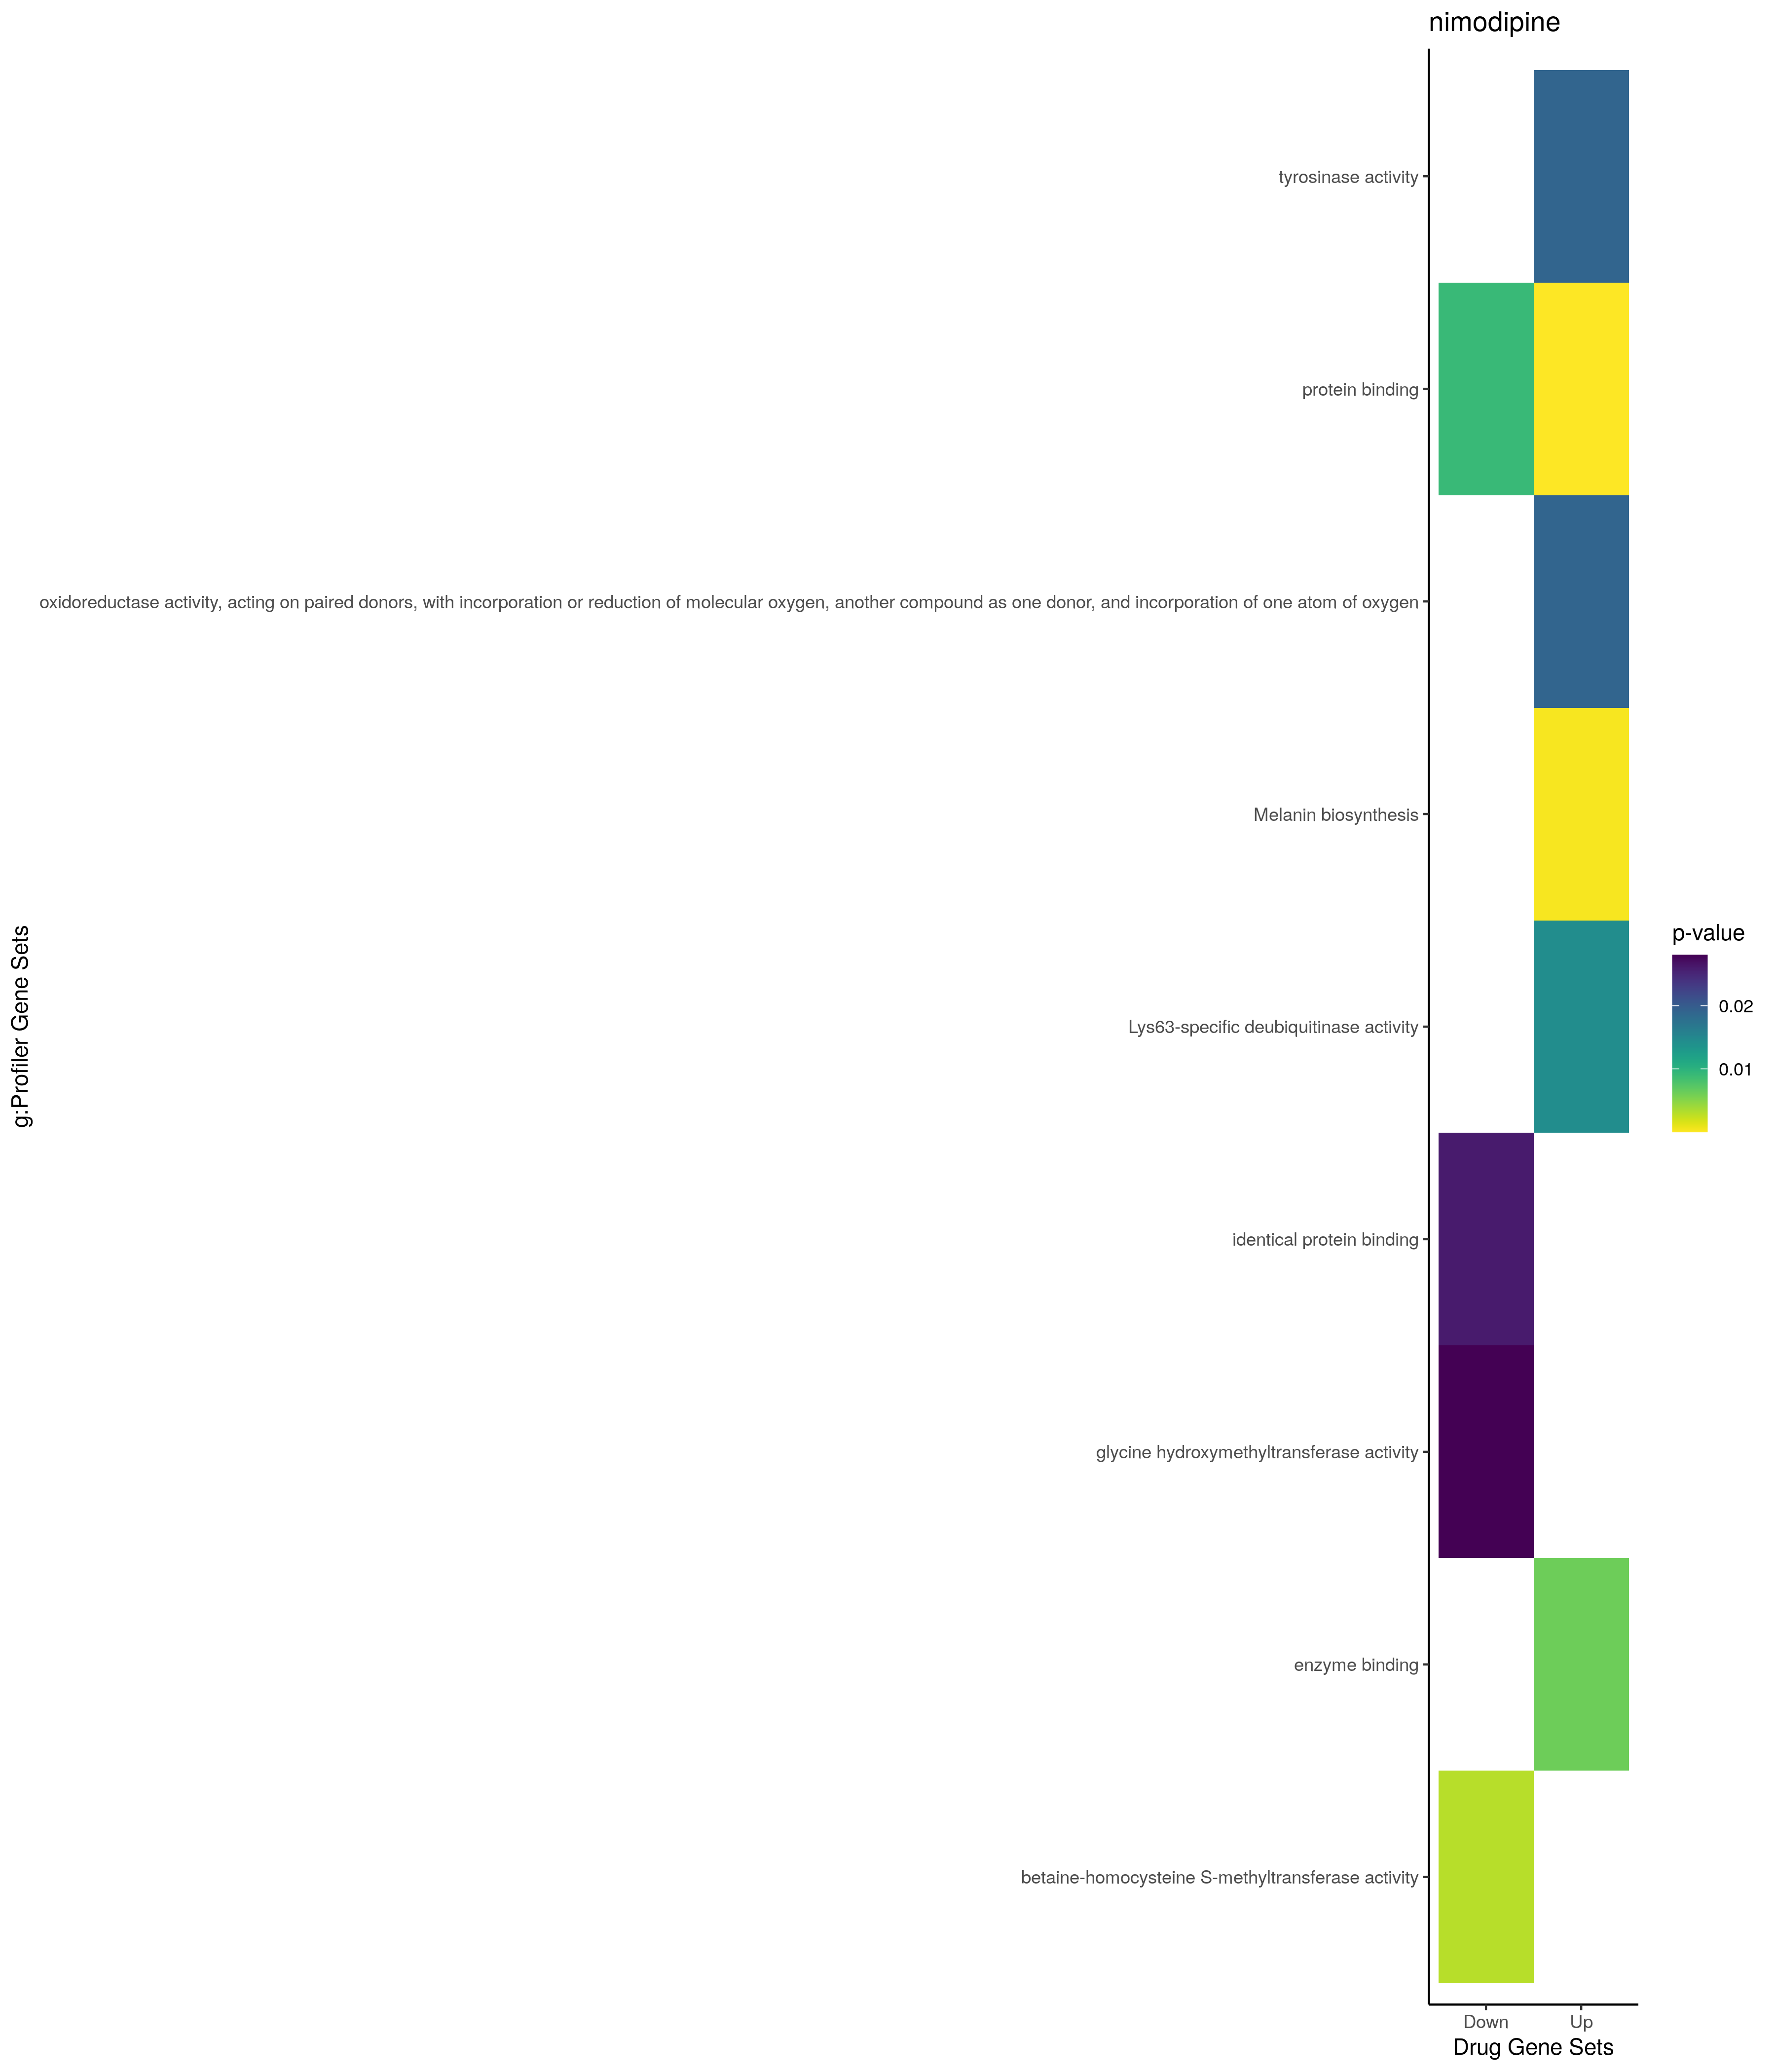 nimodipine
g:Profiler Gene Sets
tyrosinase activity
protein binding
oxidoreductase activity, acting on paired donors, with incorporation or reduction of molecular oxygen, another compound as one donor, and incorporation of one atom of oxygen
Melanin biosynthesis
Lys63-specific deubiquitinase activity
identical protein binding
glycine hydroxymethyltransferase activity
enzyme binding
betaine-homocysteine S-methyltransferase activity
Down Up
Drug Gene Sets
p-value
0.02
0.01